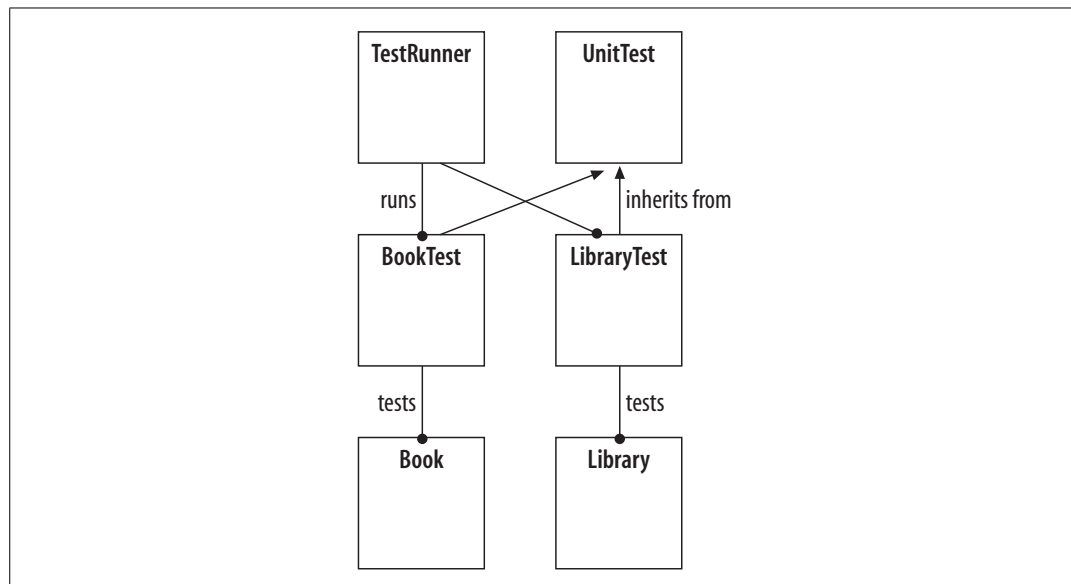 TestRunner
UnitTest
runs
inherits from
BookTest
LibraryTest
tests
tests
Book
Library